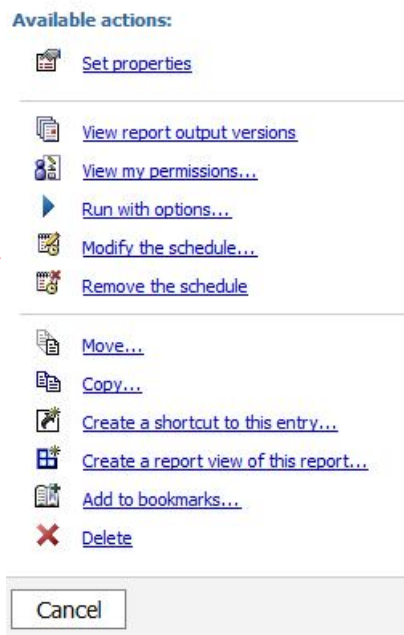 Available actions:
Set properties
View report output versions
View my permissions...
Run with options...
Modify the schedule...
Remove the schedule
Move...
Copy...
Create a shortcut to this entry...
Create a report view of this report...
Add to bookmarks...
Delete
Cancel